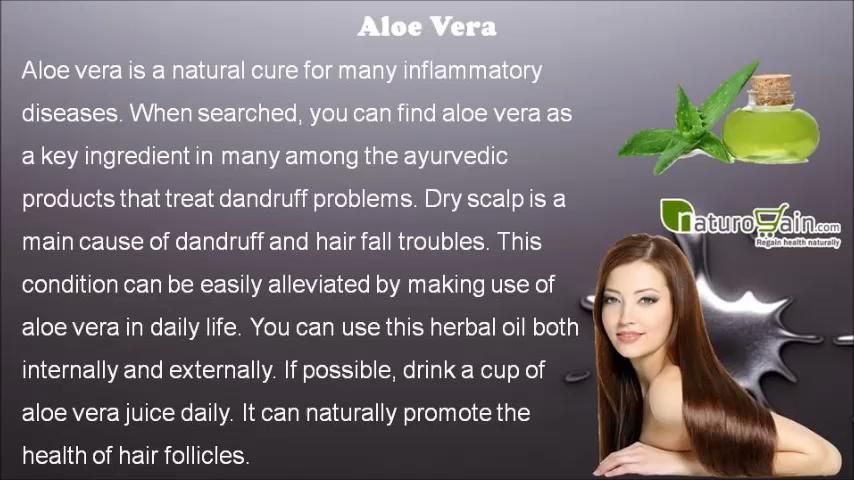 Aloe Vera
Aloe vera is a natural cure for many inflammatory
diseases. When searched, you can find aloe vera as
a key ingredient in many among the ayurvedic
products that treat dandruff problems. Dry scalp is a
main cause of dandruff and hair fall troubles. This
condition can be easily alleviated by making use of
aloe vera in daily life. You can use this herbal oil both
internally and externally. If possible, drink a cup of
aloe vera juice daily. It can naturally promote the
health of hair follicles.
naturogain.com
Regain health naturally